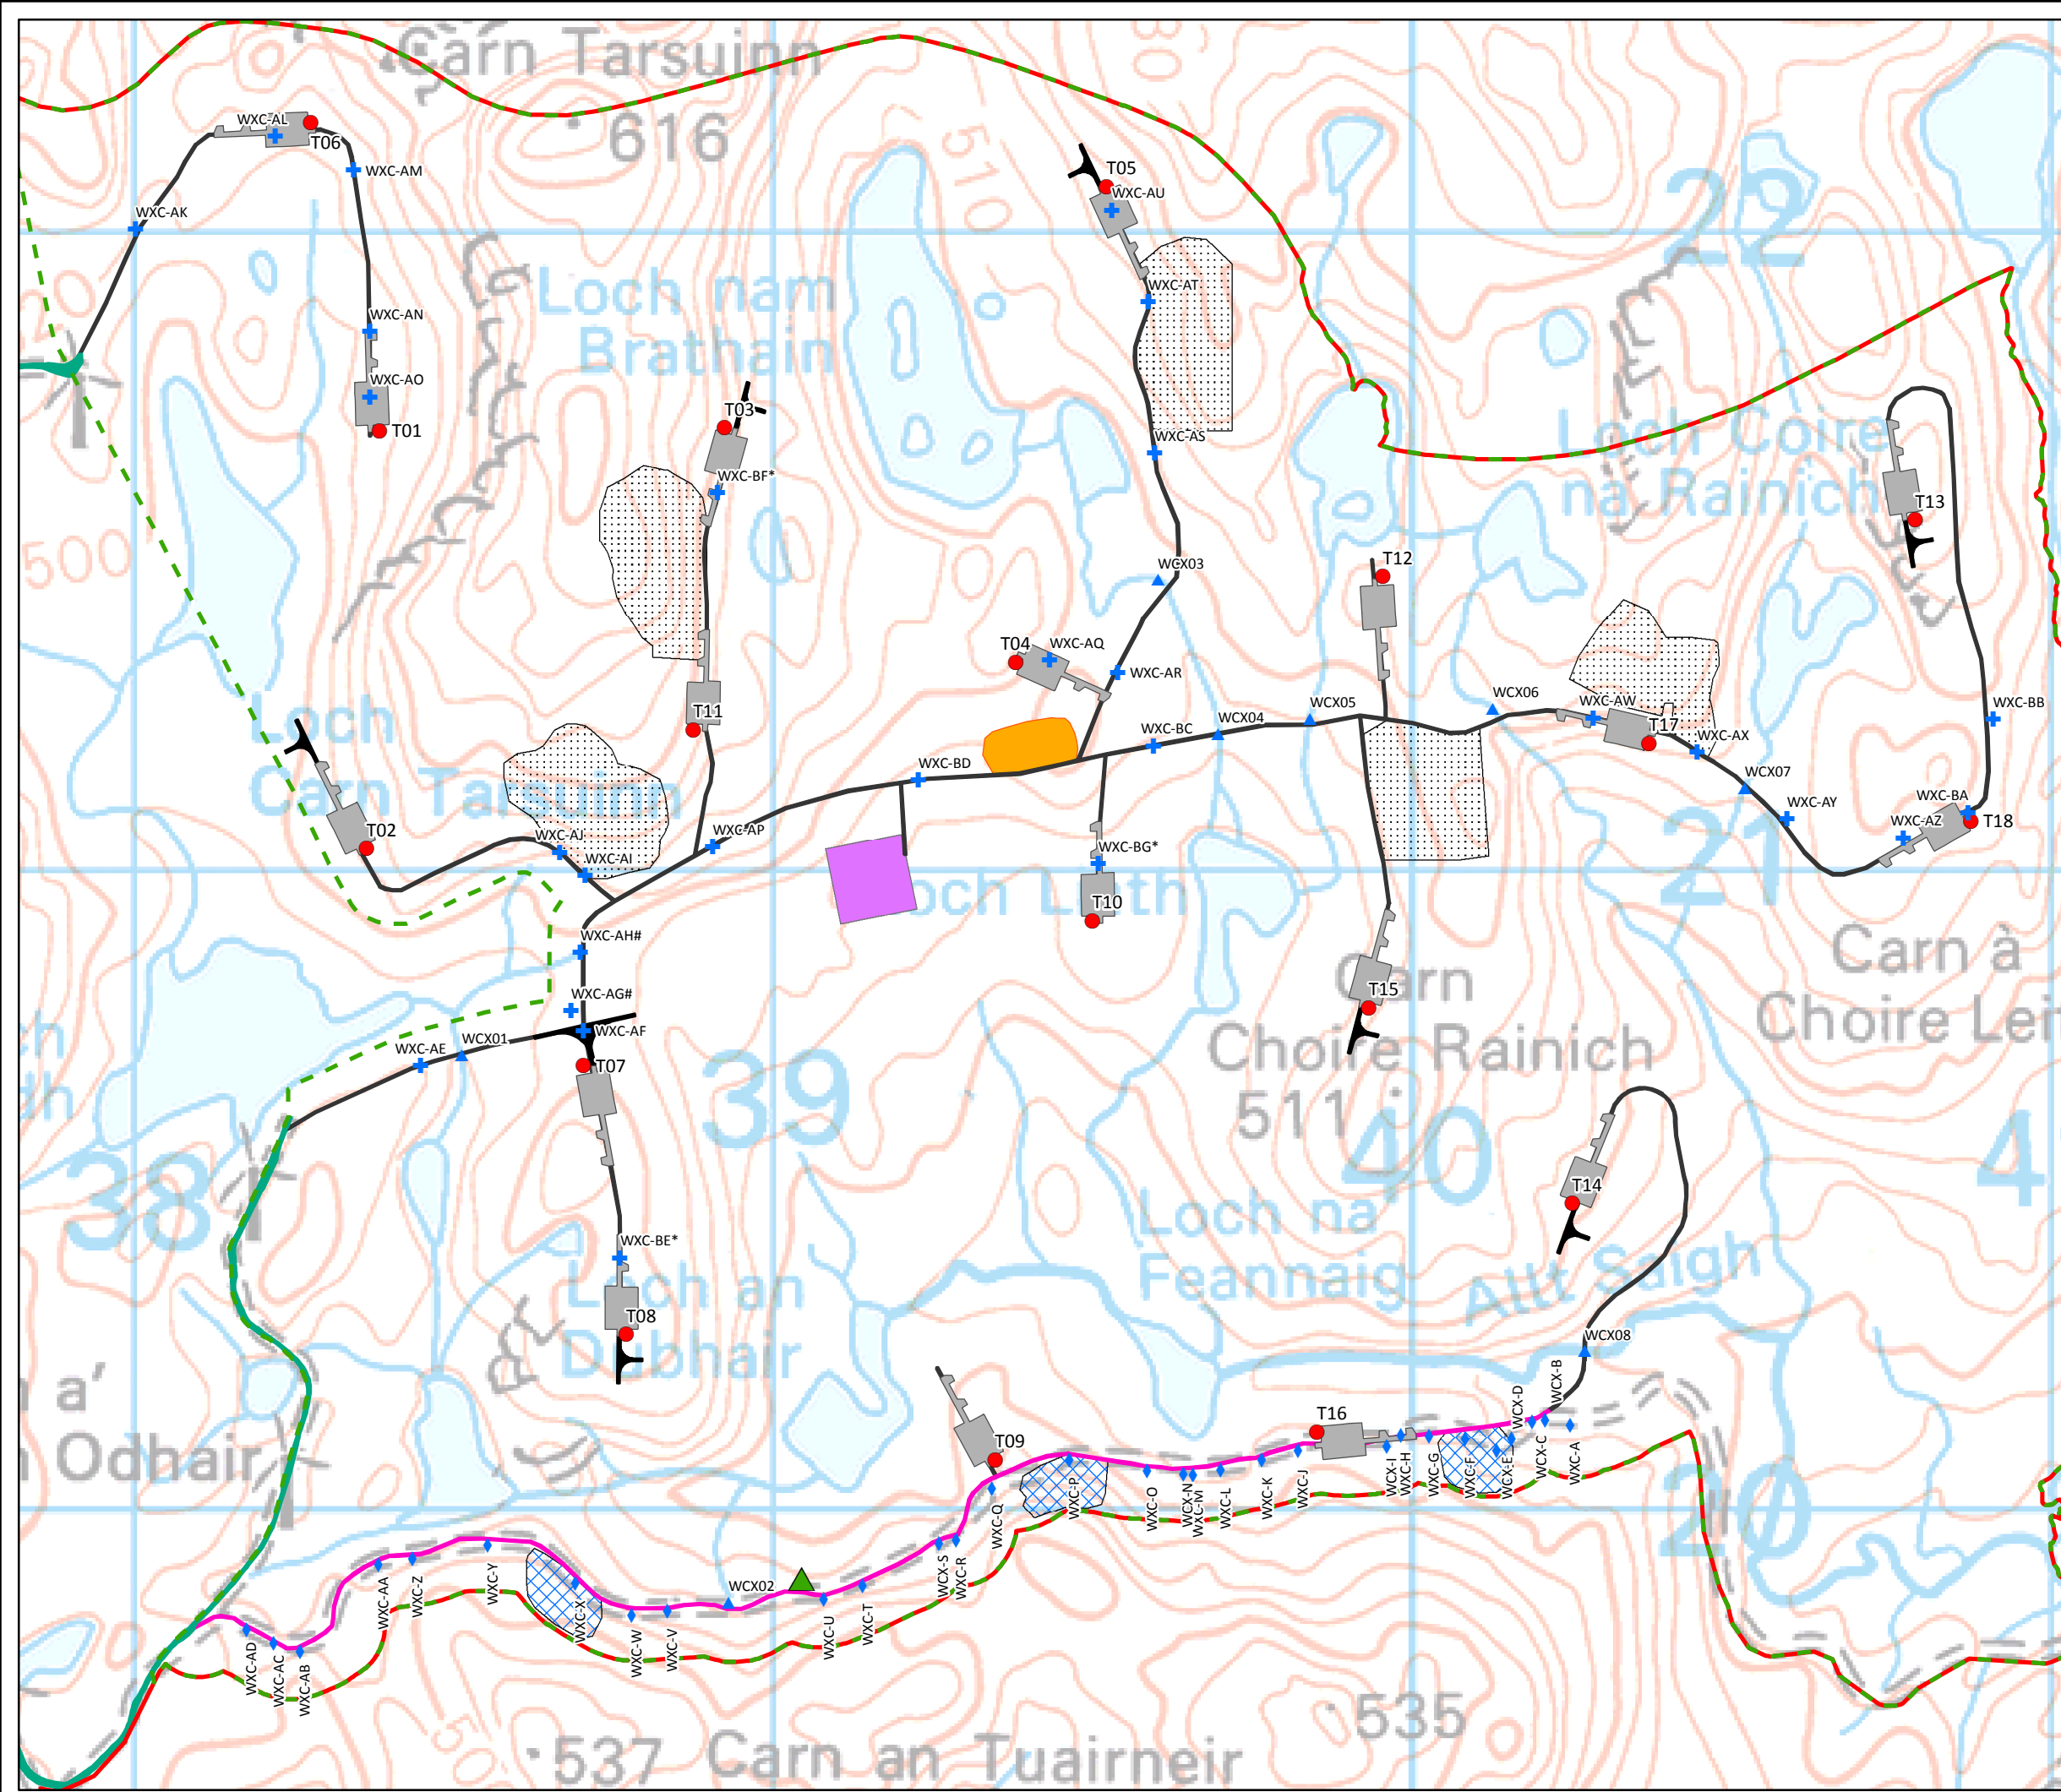 Carn Tarsuinn
616
80
510
WXC-AL
T06
WXC-AM
T05
WXC-AU
WXC-AK
22
WXC-AN
Loch nam
Brathain
WXC-AT
WXC-AO
T01
T03
WXC-AS
Loch Coire
na Rainich
WXC-BF*
T13
500
T12
WCX03
T04
WXC-AQ
WXC-AR
Loch
Carn Tarsuinn
T11
WXC-BC
WCX04
WCX05
WCX06
WXC-AW
T17
WXC-AX
WXC-BB
WXC-BD
WCX07
WXC-BA
T02
WXC-AJ
WXC-AP
WXC-AY
WXC-AZ
T18
WXC-AI
WXC-BG*
21
och Luth
T10
WXC-AH#
Carn à
Choire Lei
Carn
Choire Rainich
511
T15
WXC-AG#
WXC-AF
WCX01
WXC-AE
T07
39
40
4
38
T14
Loch na
Feannaig
WXC-BE*
Loch an
Dubhair
Allt Saigh
T08
WCX08
a'
Odhair
T09
T16
WCX-D
WCX-B
20
WXC-Q
WXC-P
WXC-O
WCX-N
WXC-M
WXC-L
WXC-K
WXC-J
WCX-I
WXC-H
WXC-G
WXC-F
WCX-E
WCX-C
WXC-A
WXC-AA
WXC-Z
WXC-Y
WXC-X
WXC-W
WXC-V
WCX02
WXC-U
WXC-T
WCX-S
WXC-R
WXC-AD
WXC-AC
WXC-AB
535
537
Carn an Tuairneir